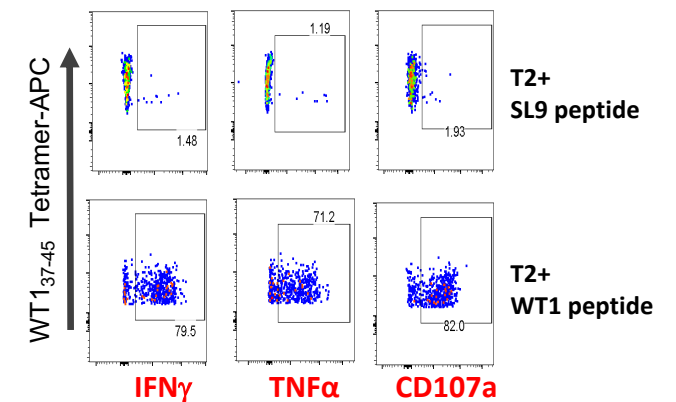 WT1₃₇₋₄₅ Tetramer-APC
1.19
1.48
1.93
T2+
SL9 peptide
71.2
79.5
82.0
T2+
WT1 peptide
IFNγ TNFα CD107a